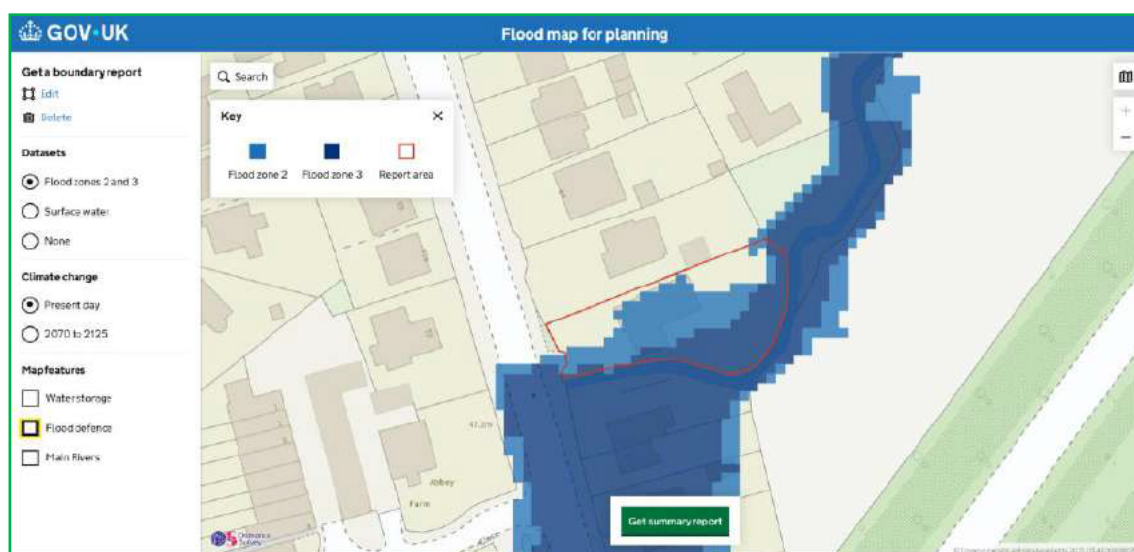 GOV·UK
Flood map for planning
Get a boundary report
Edit
Delete
Datasets
Flood zones 2 and 3
Surface water
None
Climate change
Present day
2070 to 2125
Map features
Water storage
Flood defence
Main Rivers
Search
Key
Flood zone 2
Flood zone 3
Report area
Abbey
Farm
Ordnance
Survey
Get summary report